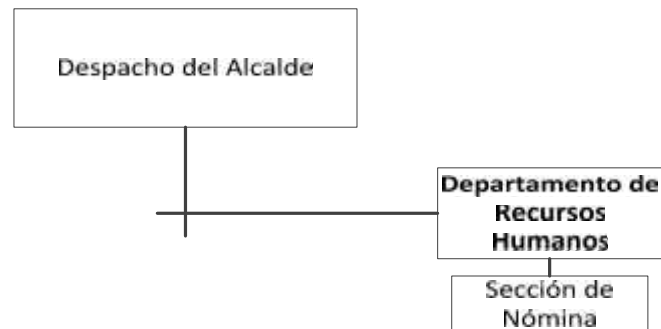 Despacho del Alcalde
Departamento de
Recursos
Humanos
Sección de
Nómina